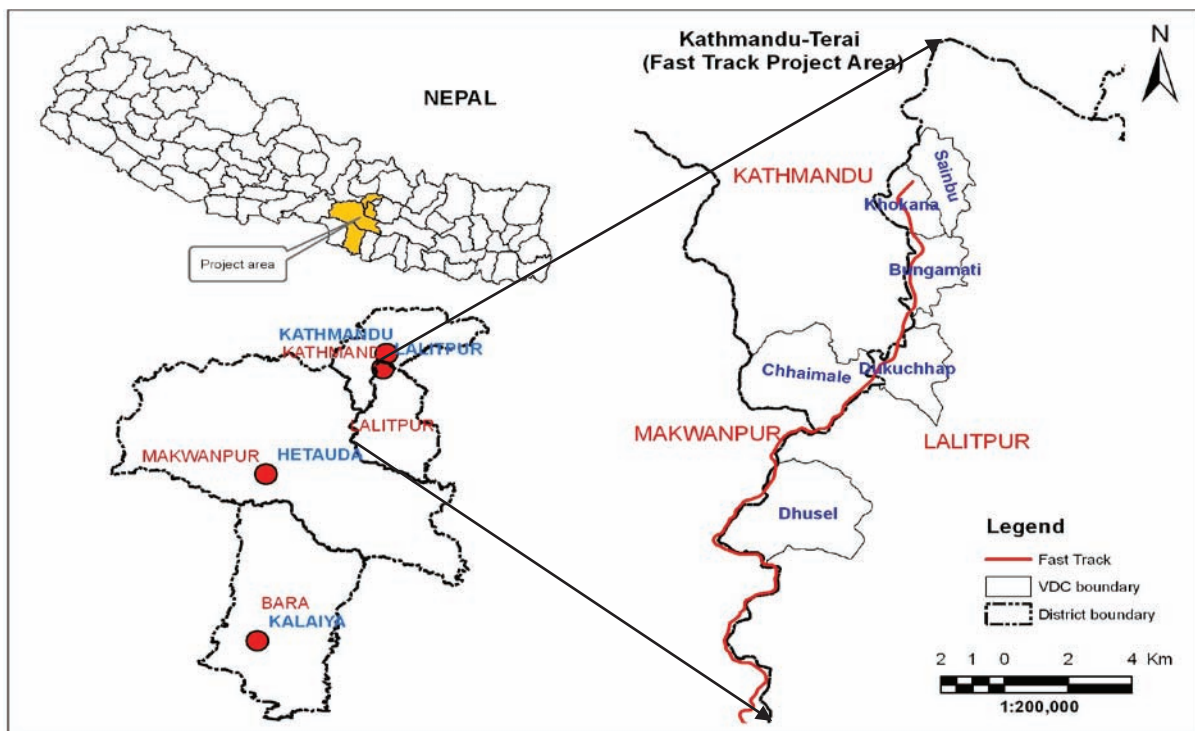 NEPAL
Project area
Kathmandu-Terai
(Fast Track Project Area)
N
KATHMANDU
Sainbu
Khokana
Bungamati
Chhaimale
Dukuchhap
MAKWANPUR
LALITPUR
Dhusel
KATHMANDU
KATHMAND
LALITPUR
LALITPUR
MAKWANPUR
HETAUDA
BARA
KALAIYA
Legend
Fast Track
VDC boundary
District boundary
2 1 0 2 4 Km
1:200,000